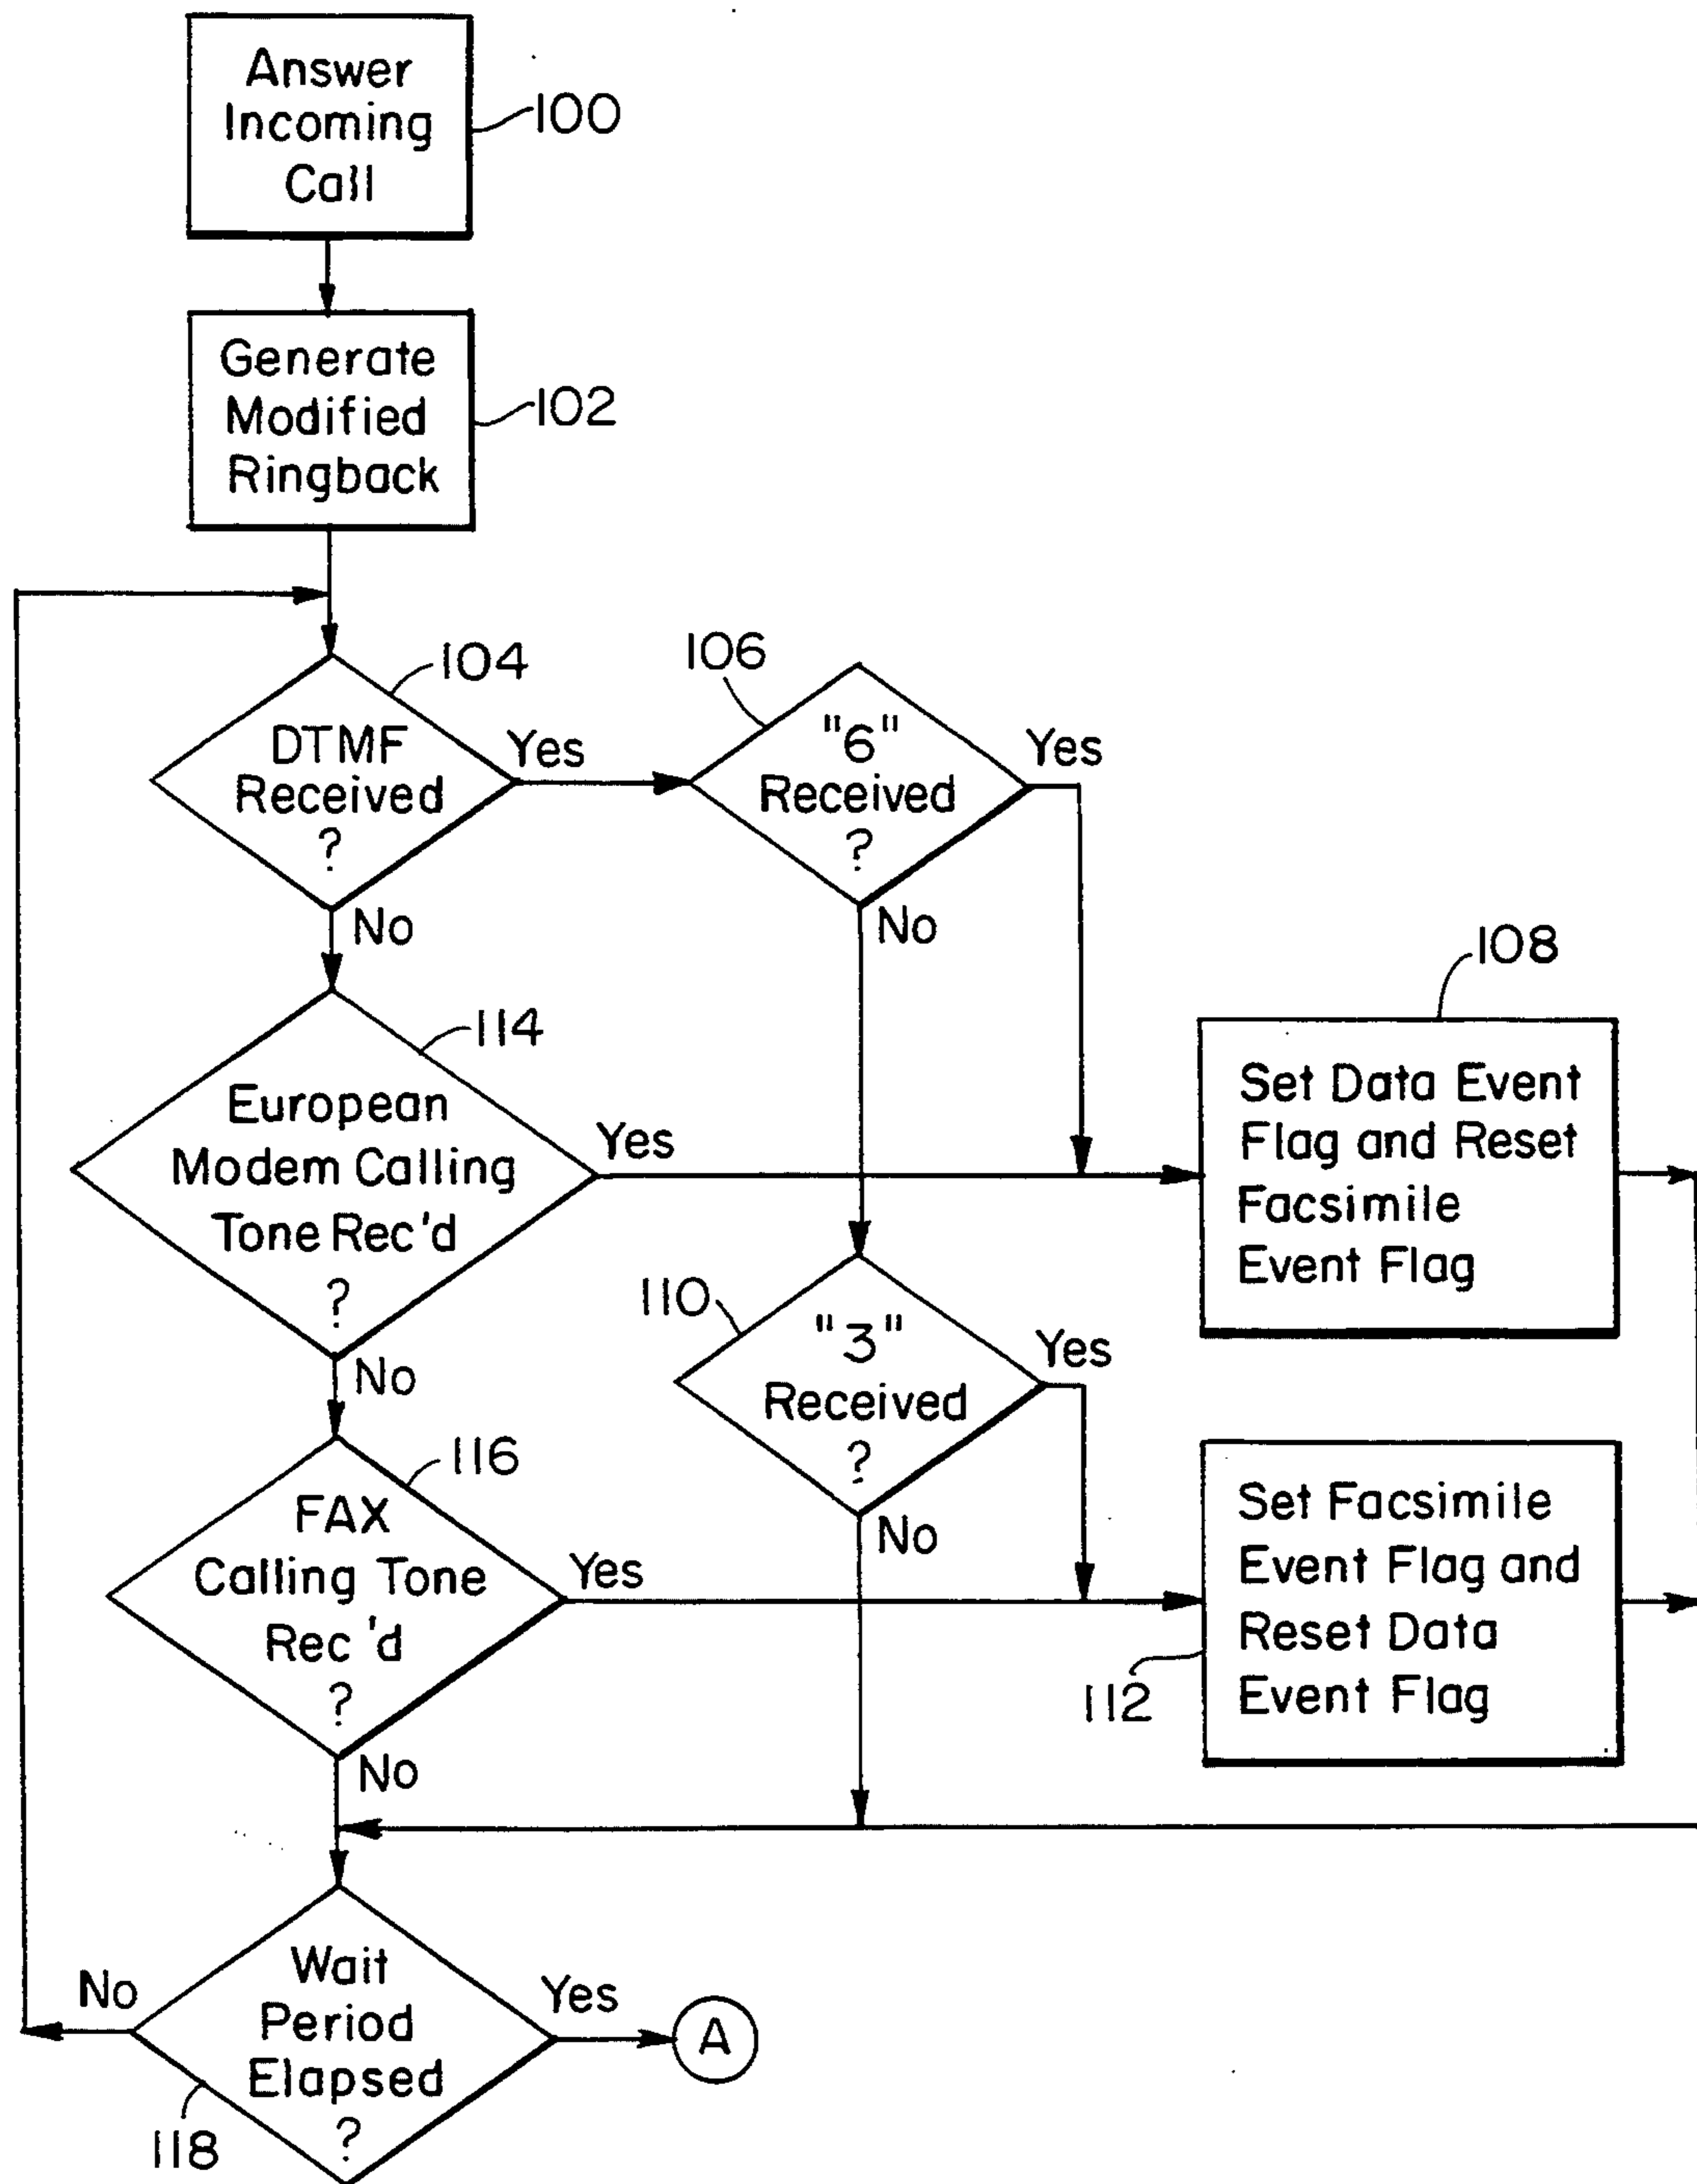 Answer
Incoming
Call
100
Generate
Modified
Ringback
102
DTMF
Received
?
104
Yes
No
"6"
Received
?
106
Yes
No
European
Modem Calling
Tone Rec'd
?
114
Yes
No
108
Set Data Event
Flag and Reset
Facsimile
Event Flag
110
"3"
Received
?
Yes
No
FAX
Calling Tone
Rec'd
?
116
Yes
No
Set Facsimile
Event Flag and
Reset Data
Event Flag
112
Wait
Period
Elapsed
?
118
No
Yes
A